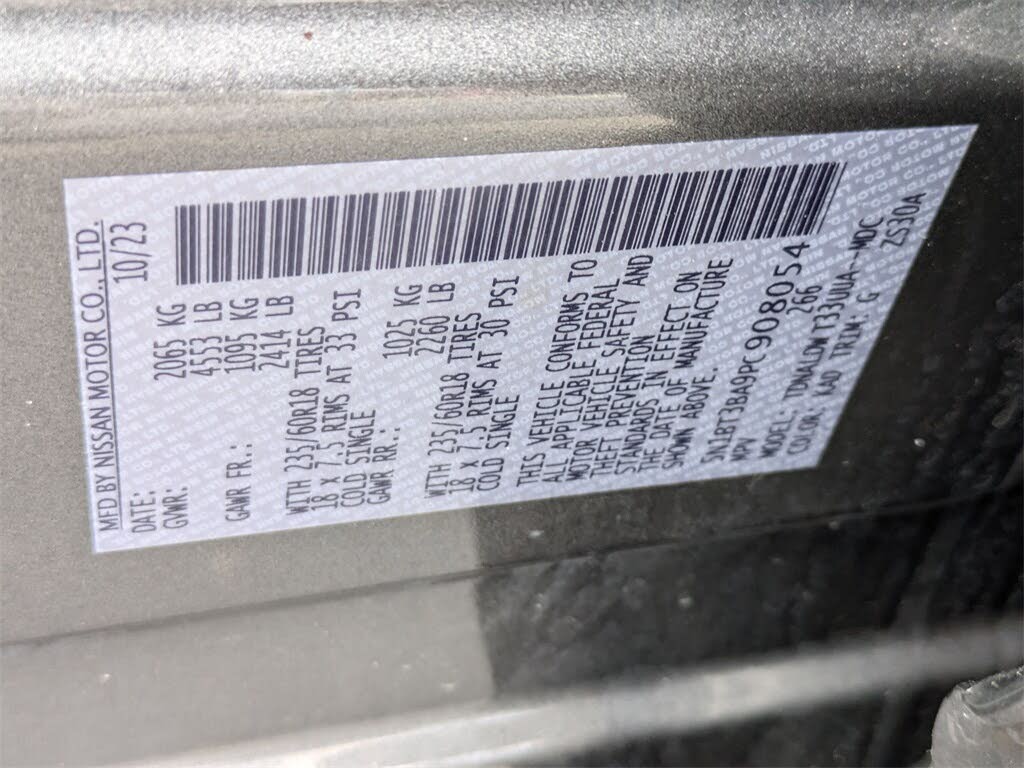 MFD BY NISSAN MOTOR CO., LTD.
DATE: 10/23
GVWR: 2065 KG
4553 LB
GAWR FR.: 1095 KG
2414 LB
WITH 235/60R18 TIRES
18 X 7.5 RIMS AT 33 PSI
COLD SINGLE
GAWR RR.: 1025 KG
2260 LB
WITH 235/60R18 TIRES
18 X 7.5 RIMS AT 30 PSI
COLD SINGLE
THIS VEHICLE CONFORMS TO
ALL APPLICABLE FEDERAL
MOTOR VEHICLE SAFETY AND
THEFT PREVENTION
STANDARDS IN EFFECT ON
THE DATE OF MANUFACTURE
SHOWN ABOVE.
5N1BT3BA9PC908054
MPV 266
MODEL: TDNALDWT33UUA--MDC
COLOR: KAD TRIM: G ZS30A